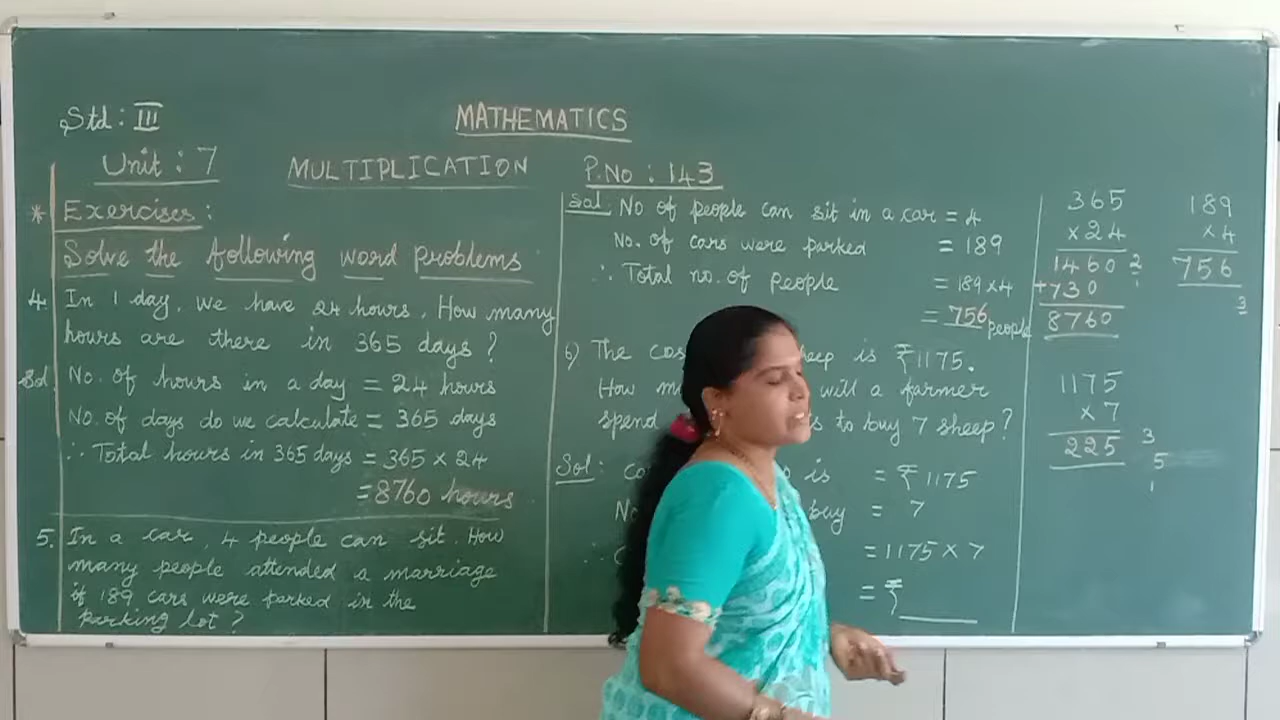 Std : III
MATHEMATICS
Unit : 7 MULTIPLICATION P.No : 143
* Exercises :
Solve the following word problems
4. In 1 day, we have 24 hours. How many
hours are there in 365 days ?
Sol: No. of hours in a day = 24 hours
No. of days do we calculate = 365 days
∴ Total hours in 365 days = 365 × 24
= 8760 hours
5. In a car, 4 people can sit. How
many people attended a marriage
if 189 cars were parked in the
parking lot ?
Sol: No of people can sit in a car = 4
No. of cars were parked = 189
∴ Total no. of people = 189 × 4
= 756 people
6) The is ₹1175.
How will a farmer
spend to buy 7 sheep ?
Sol: is = ₹1175
buy = 7
∴ = 1175 × 7
= ₹
365
× 24
1460 2
+730 1
8760
189
× 4
756
3
1175
× 7
225 3
5
1